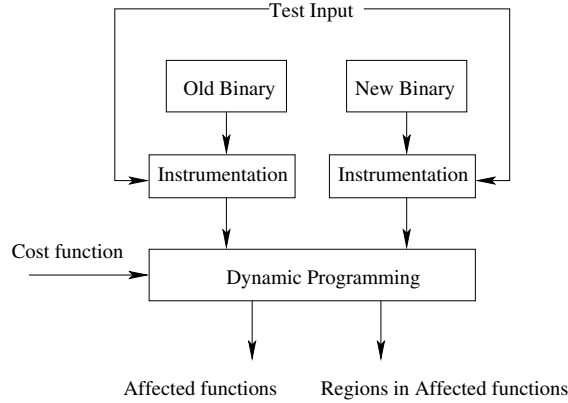 Test Input
Old Binary
New Binary
Instrumentation
Instrumentation
Cost function
Dynamic Programming
Affected functions
Regions in Affected functions